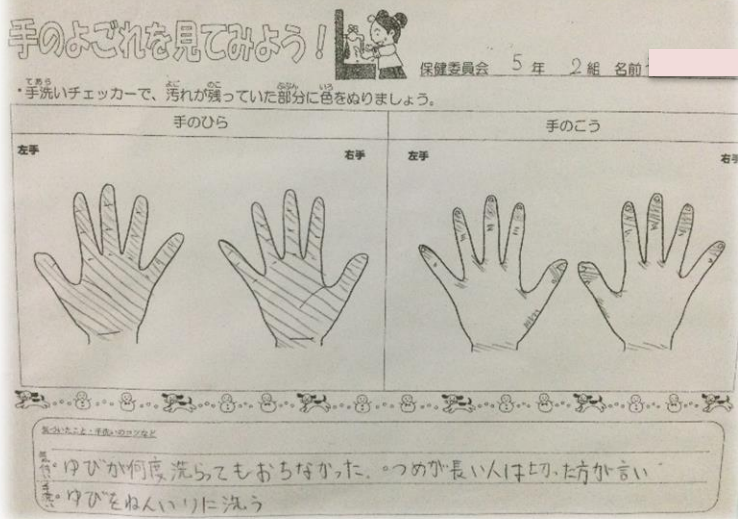 手のよごれを見てみよう！
保健委員会 5年 2組 名前
・手洗いチェッカーで、汚れが残っていた部分に色をぬりましょう。
手のひら 手のこう
左手 右手 左手 右手
気づいたこと・手洗いのコツなど
ゆびが何度洗らってもおちなかった。 つめが長い人は切った方が言い
ゆびをねんいりに洗う